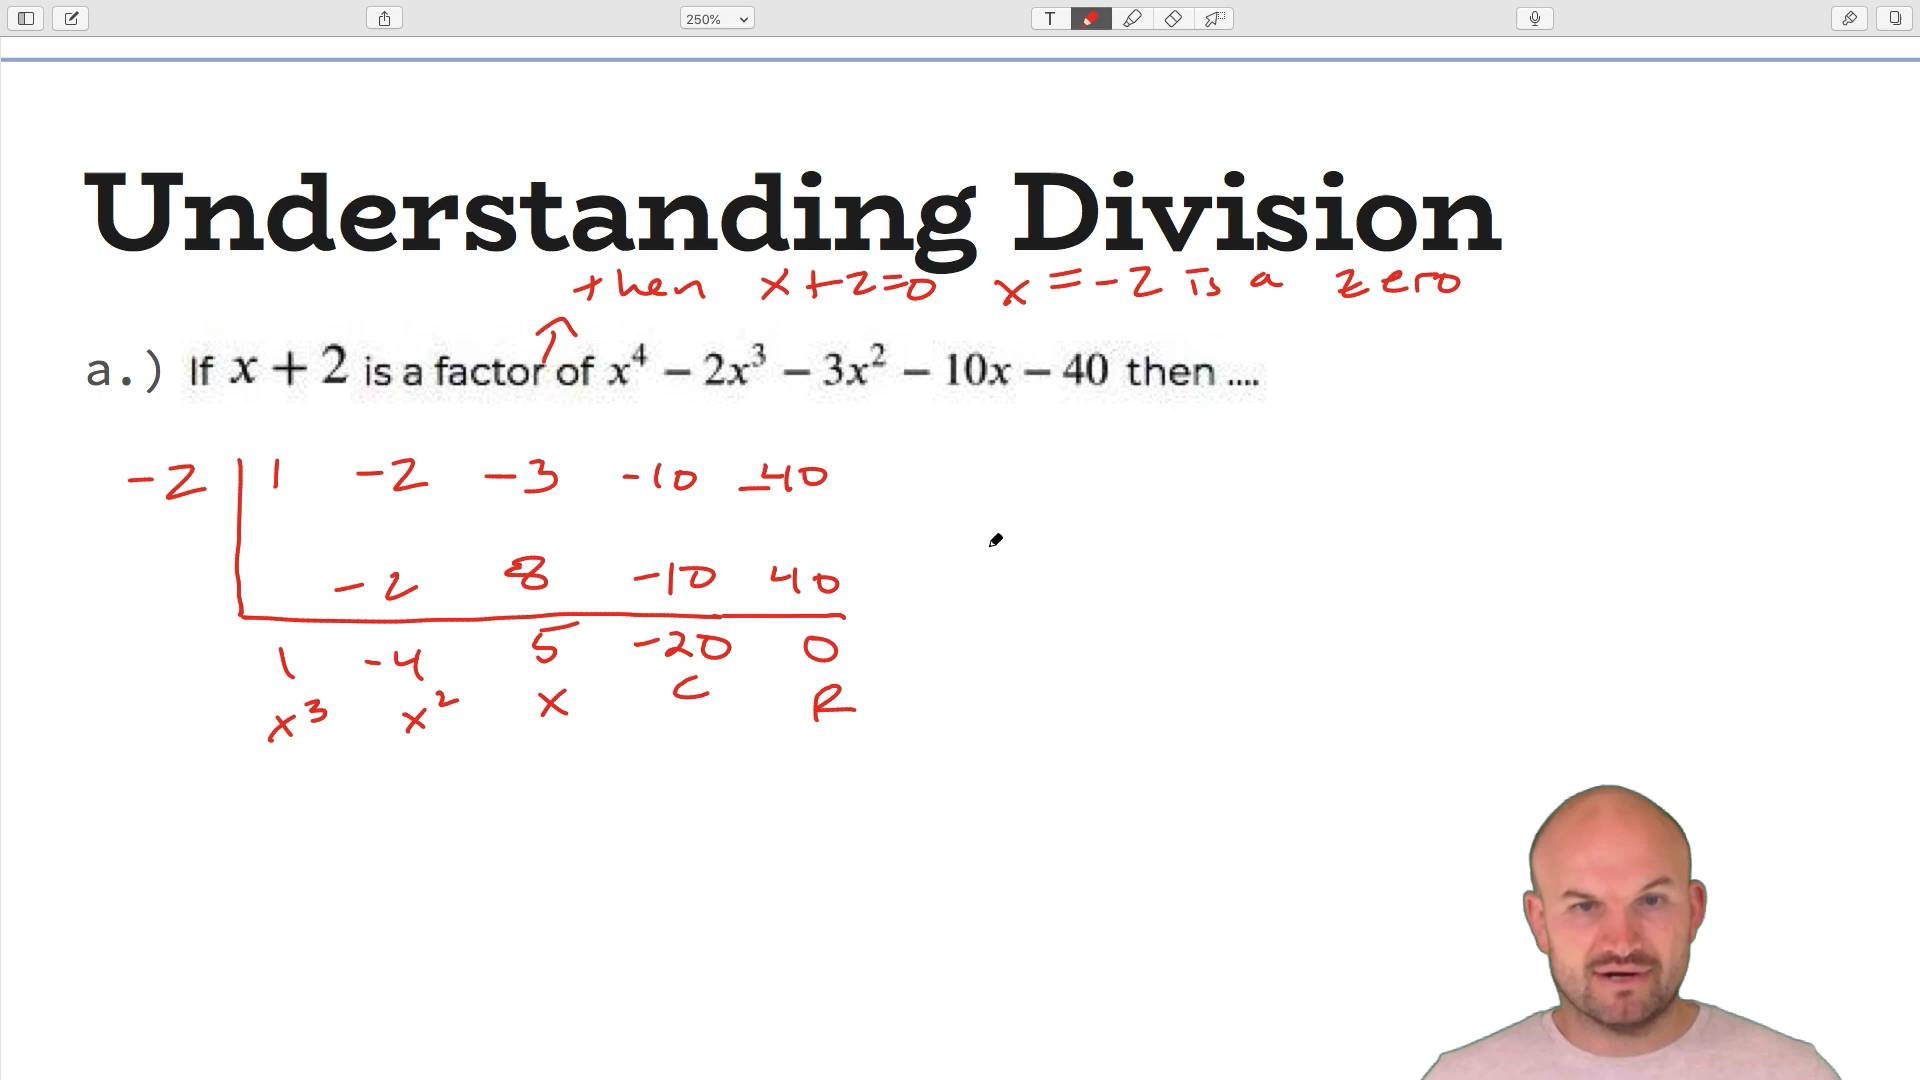 250%
T
Understanding Division
then x+2=0 x=-2 is a zero
a.) If x + 2 is a factor of x⁴ − 2x³ − 3x² − 10x − 40 then ....
-2 | 1 -2 -3 -10 -40
-2 8 -10 40
1 -4 5 -20 0
x³ x² x C R